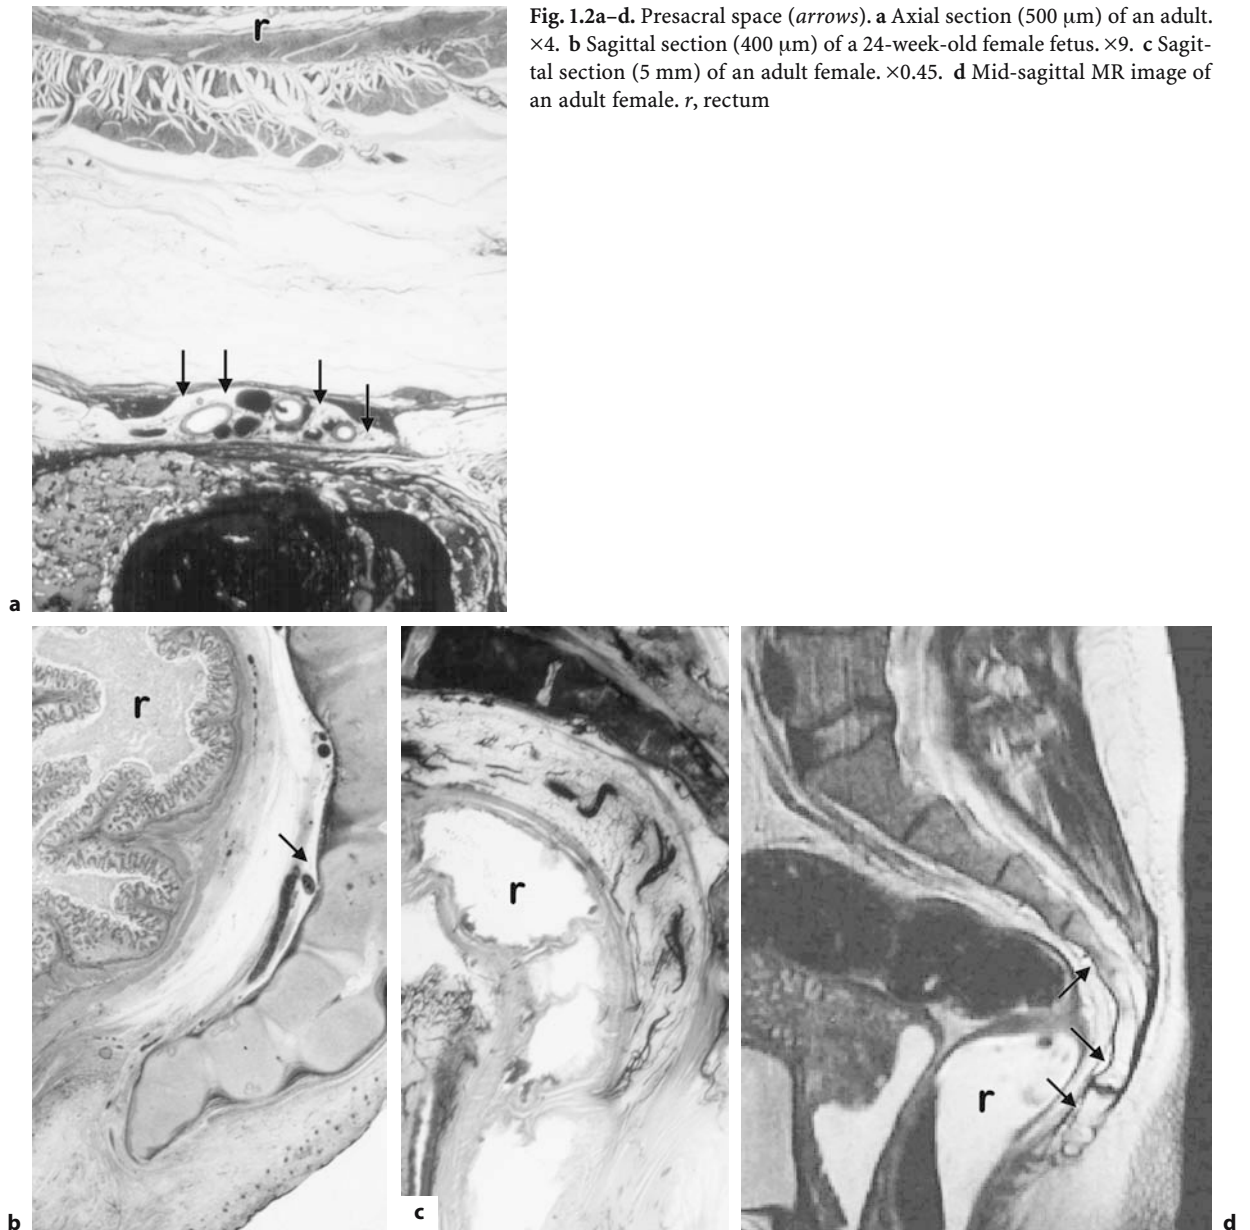 r
Fig. 1.2a–d. Presacral space (arrows). a Axial section (500 µm) of an adult.
×4. b Sagittal section (400 µm) of a 24-week-old female fetus. ×9. c Sagit-
tal section (5 mm) of an adult female. ×0.45. d Mid-sagittal MR image of
an adult female. r, rectum
a
r
r
r
b
c
d